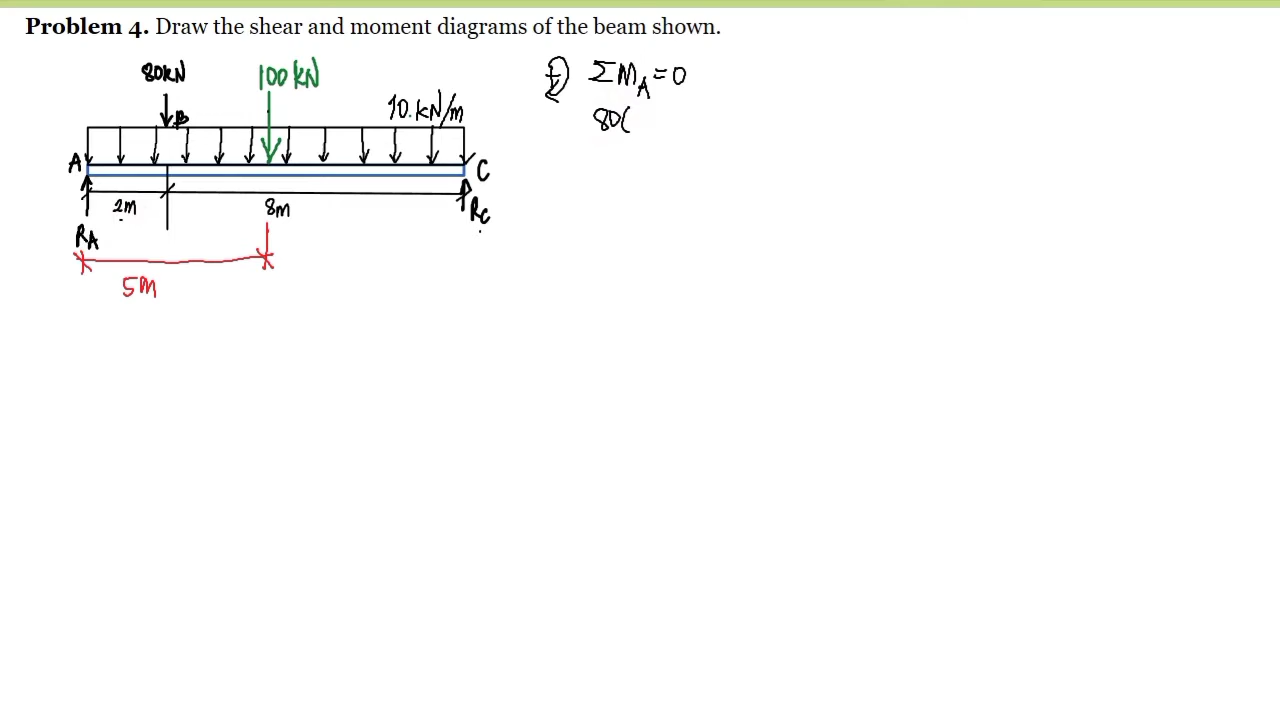 Problem 4. Draw the shear and moment diagrams of the beam shown.
80kN
100 kN
10.kN/m
B
A
C
2m
8m
RA
RC
5m
+ ΣMA=0
80(